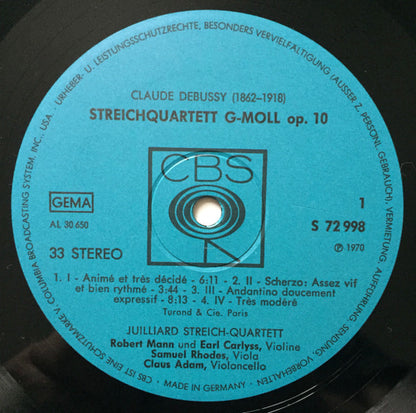 URHEBER- U. LEISTUNGSSCHUTZRECHTE, BESONDERS VERVIELFÄLTIGUNG (AUSSER Z. PERSÖNL. GEBRAUCH), VERMIETUNG, AUFFÜHRUNG, SENDUNG
CLAUDE DEBUSSY (1862-1918)
STREICHQUARTETT G-MOLL op. 10
CBS
GEMA
AL 30.650
1
S 72 998
℗ 1970
33 STEREO
1. I - Animé et très décidé - 6:11 - 2. II - Scherzo: Assez vif
et bien rythmé - 3:44 - 3. III - Andantino doucement
expressif - 8:13 - 4. IV - Très modéré
Turond & Cie. Paris
JUILLIARD STREICH-QUARTETT
Robert Mann und Earl Carlyss, Violine
Samuel Rhodes, Viola
Claus Adam, Violoncello
CBS IST EINE SCHUTZMARKE V. COLUMBIA BROADCASTING SYSTEM, INC., USA.
MADE IN GERMANY
VORBEHALTEN